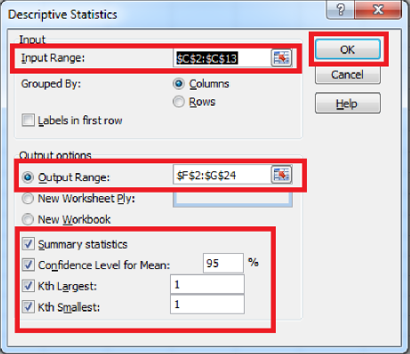 Descriptive Statistics
Input
Input Range: $C$2:$C$13
OK
Grouped By: Columns
Cancel
Rows
Help
Labels in first row
Output options
Output Range: $F$2:$G$24
New Worksheet Ply:
New Workbook
Summary statistics
Confidence Level for Mean: 95 %
Kth Largest: 1
Kth Smallest: 1